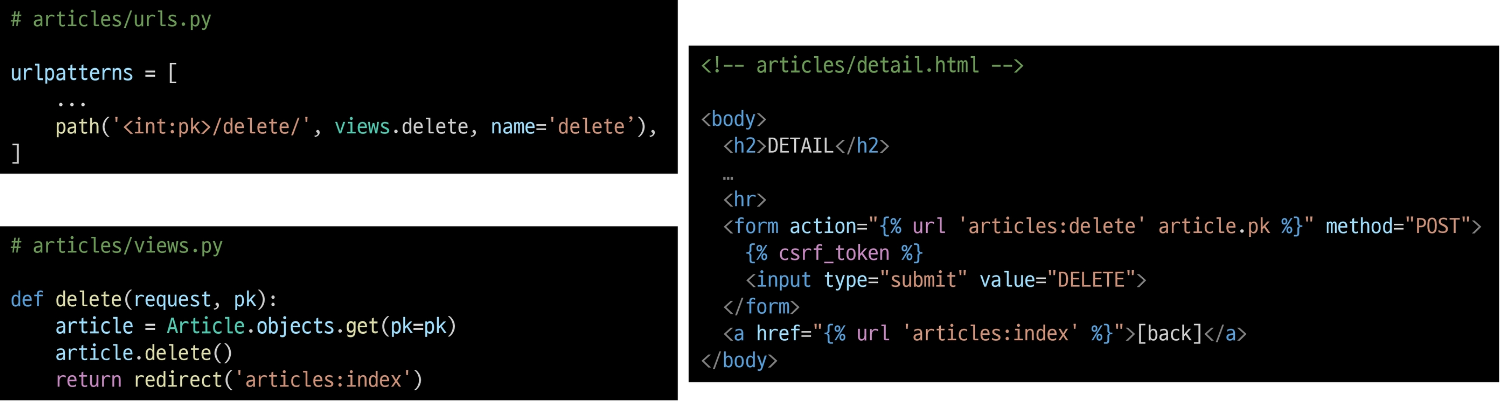 # articles/urls.py
urlpatterns = [
    ...
    path('<int:pk>/delete/', views.delete, name='delete’),
]
# articles/views.py
def delete(request, pk):
    article = Article.objects.get(pk=pk)
    article.delete()
    return redirect('articles:index')
<!-- articles/detail.html -->
<body>
  <h2>DETAIL</h2>
  …
  <hr>
  <form action="{% url 'articles:delete' article.pk %}" method="POST">
    {% csrf_token %}
    <input type="submit" value="DELETE">
  </form>
  <a href="{% url 'articles:index' %}">[back]</a>
</body>